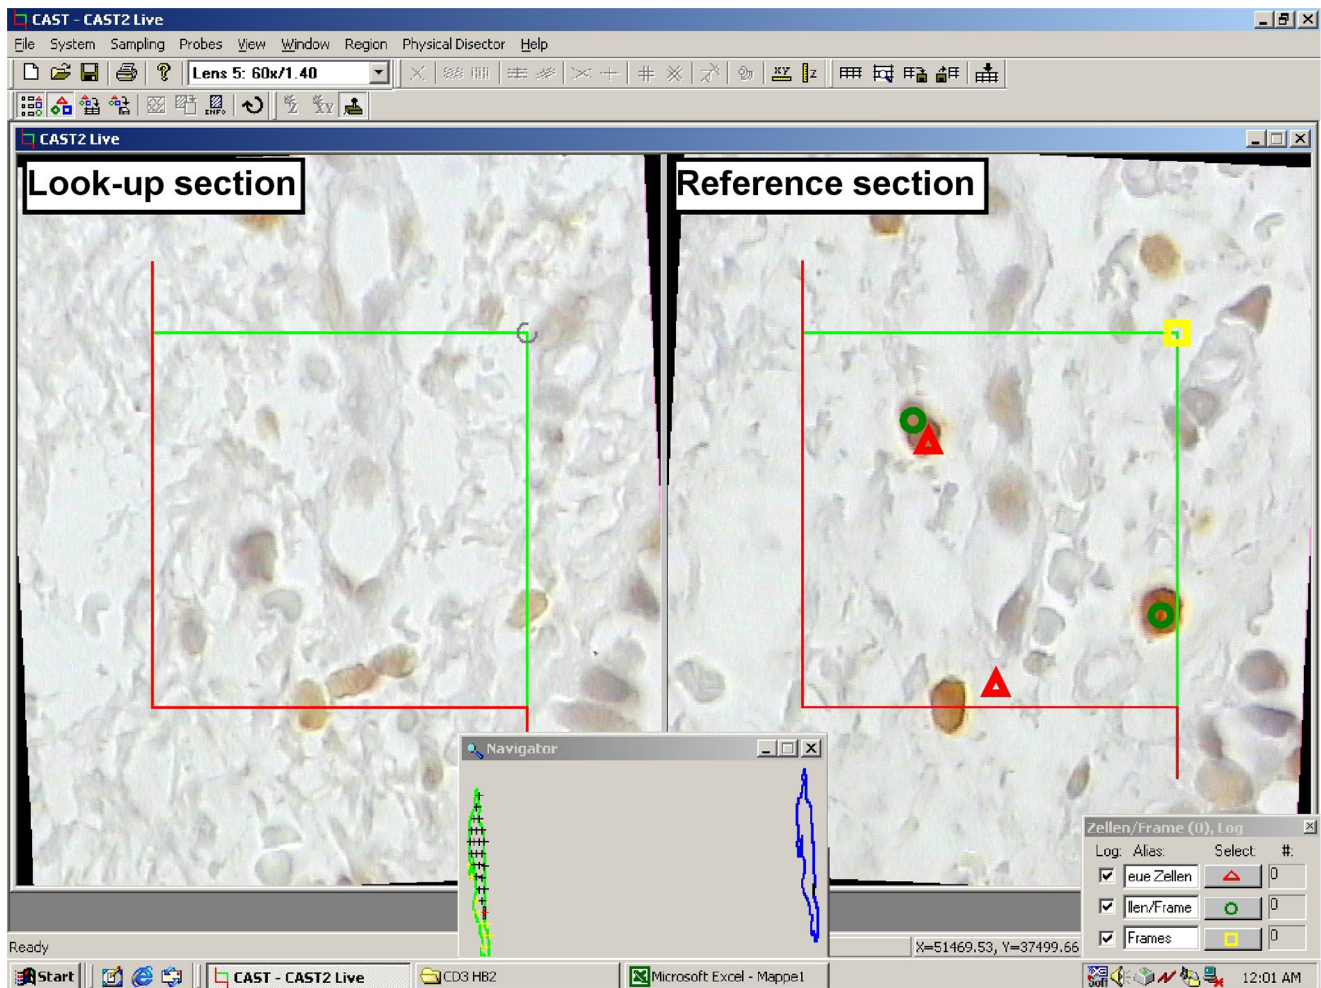 CAST - CAST2 Live
File System Sampling Probes View Window Region Physical Disector Help
Lens 5: 60x/1.40
XY Z
INFO Z XY
CAST2 Live
Look-up section
Reference section
Navigator
Zellen/Frame (0), Log
Log: Alias: Select: #:
eue Zellen 0
llen/Frame 0
Frames 0
Ready
X=51469.53, Y=37499.66
Start CAST - CAST2 Live CD3 HB2 Microsoft Excel - Mappe1 12:01 AM